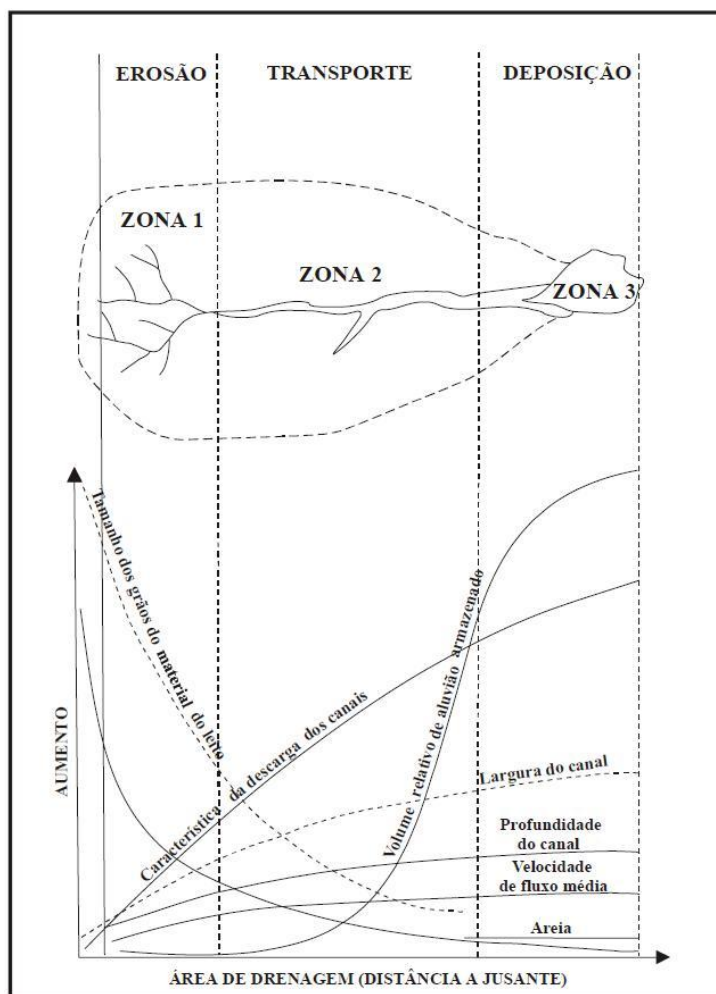 EROSÃO TRANSPORTE DEPOSIÇÃO
ZONA 1
ZONA 2
ZONA 3
Tamanho dos grãos do material do leito
Característica da descarga dos canais
Volume relativo de aluvião armazenado
Largura do canal
Profundidade
do canal
Velocidade
de fluxo média
Areia
AUMENTO
ÁREA DE DRENAGEM (DISTÂNCIA A JUSANTE)